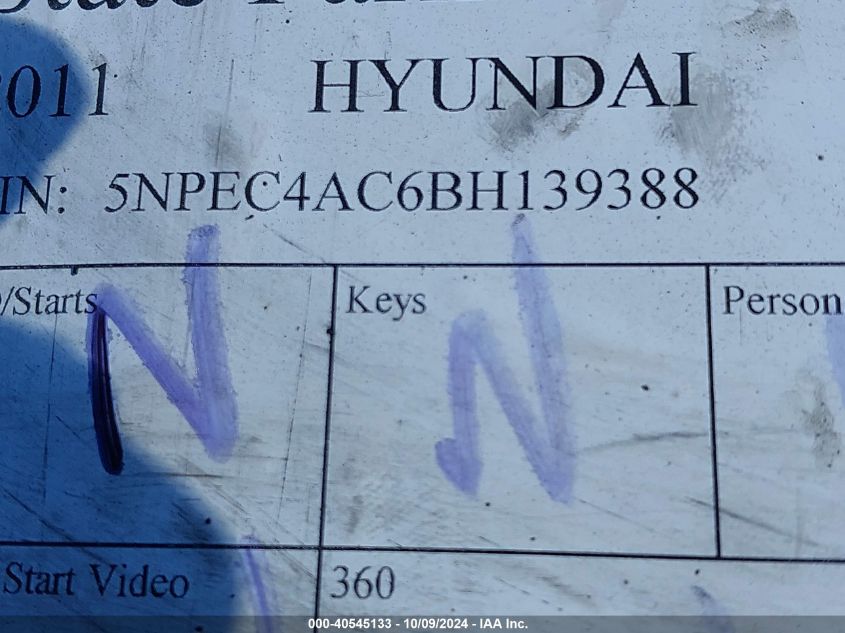 2011 HYUNDAI
IN: 5NPEC4AC6BH139388
/Starts Keys Person
N N
Start Video 360
000-40545133 - 10/09/2024 - IAA Inc.